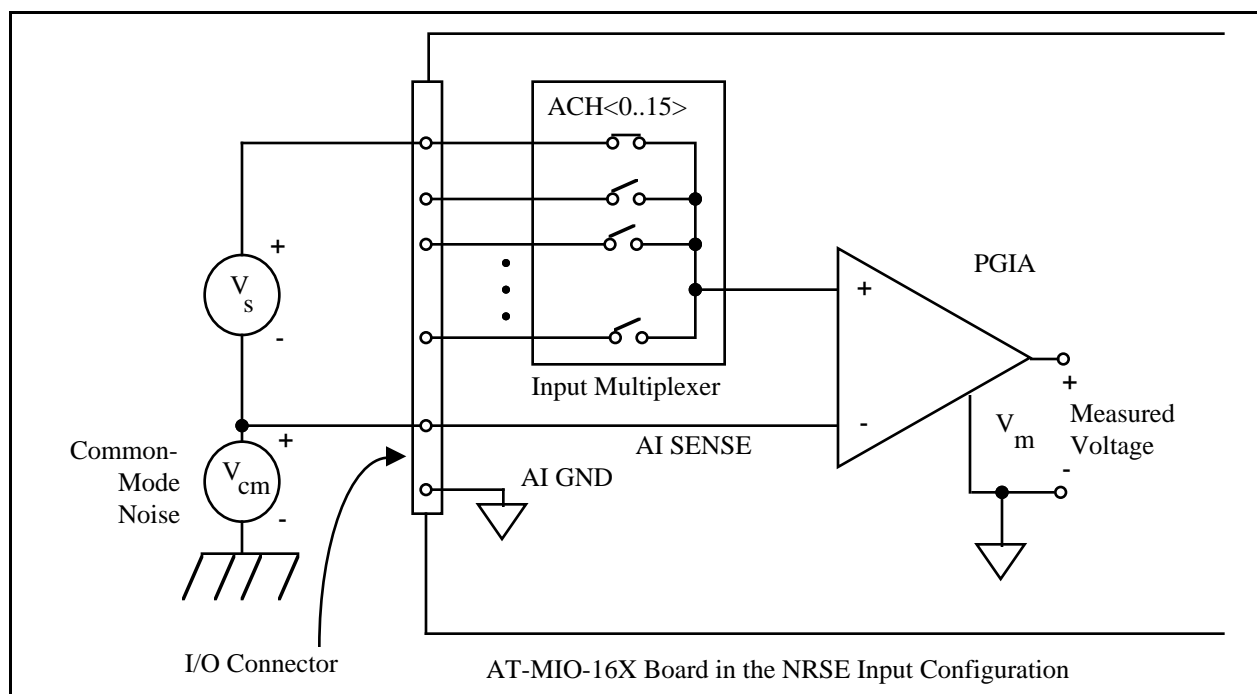 ACH<0..15>
+
V
s
-
PGIA
+
-
Input Multiplexer
AI SENSE
AI GND
V
m
+
Measured
Voltage
-
Common-
Mode
Noise
+
V
cm
-
I/O Connector
AT-MIO-16X Board in the NRSE Input Configuration